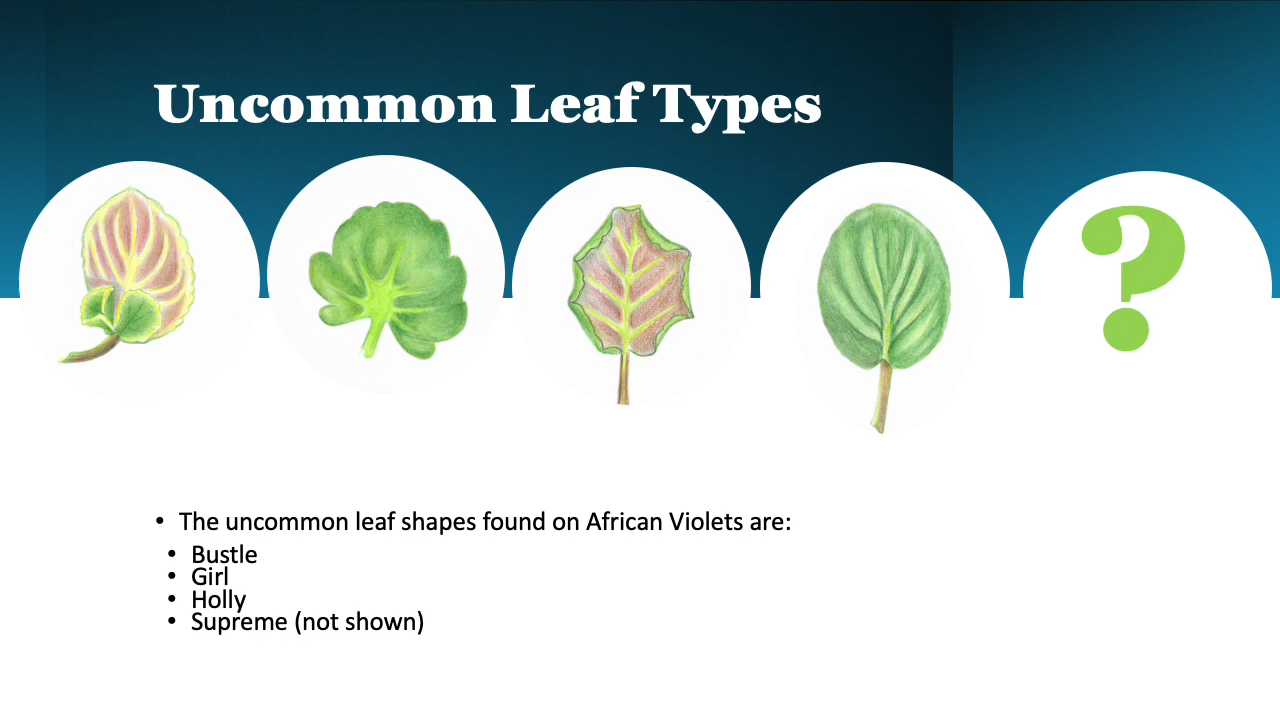 Uncommon Leaf Types
?
• The uncommon leaf shapes found on African Violets are:
• Bustle
• Girl
• Holly
• Supreme (not shown)